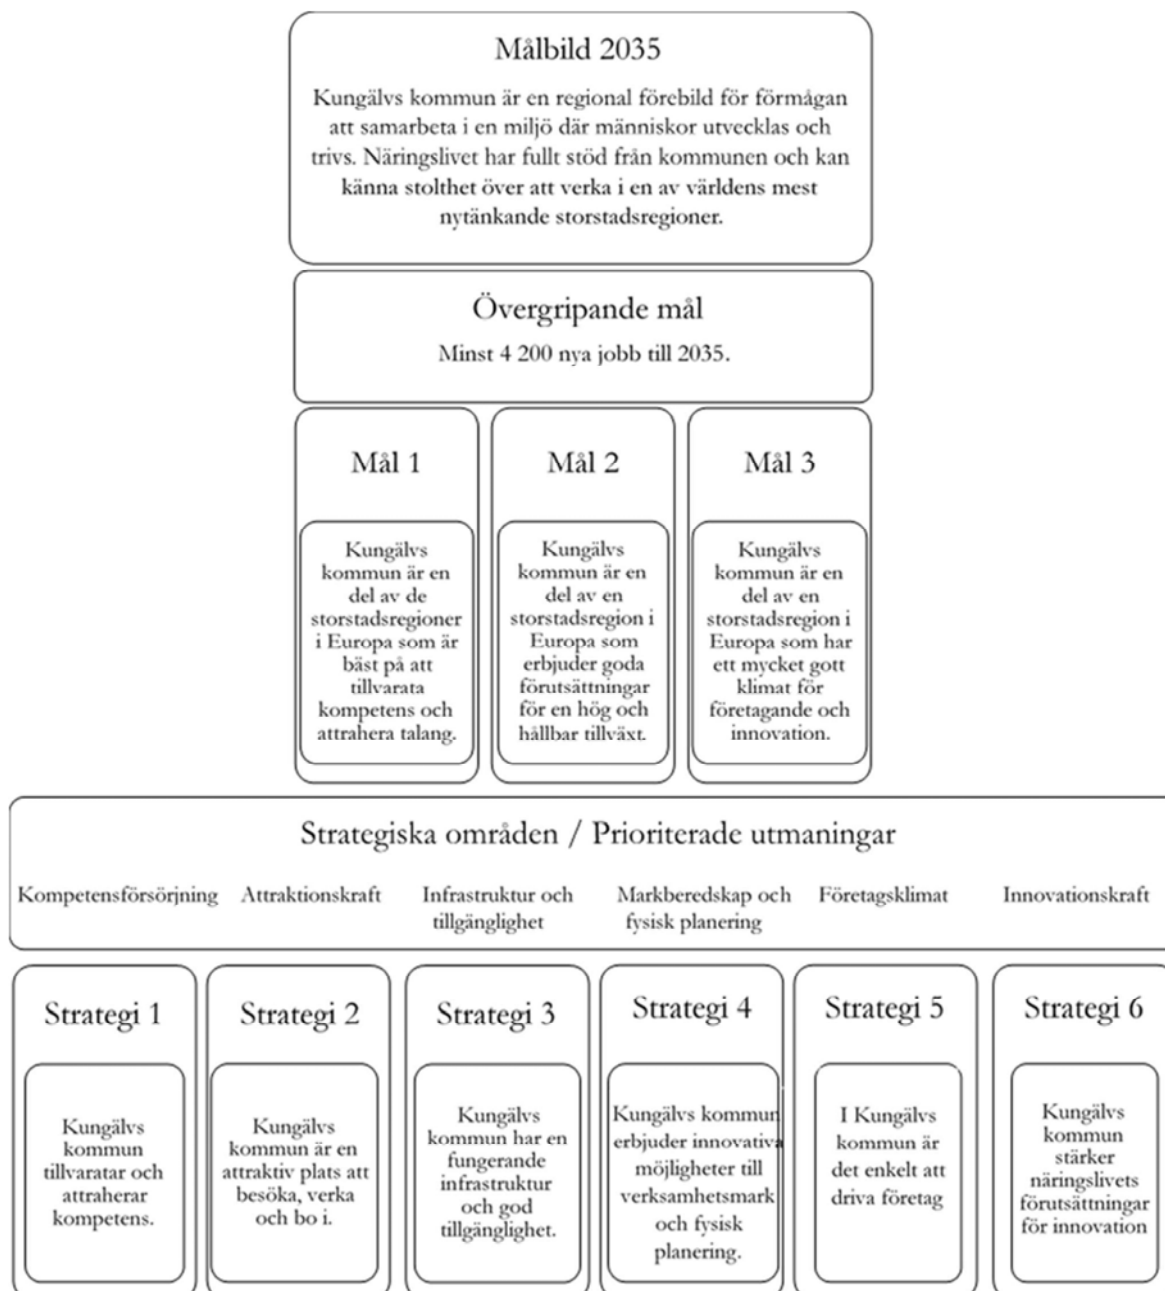 Målbild 2035
Kungälvs kommun är en regional förebild för förmågan
att samarbeta i en miljö där människor utvecklas och
trivs. Näringslivet har fullt stöd från kommunen och kan
känna stolthet över att verka i en av världens mest
nytänkande storstadsregioner.
Övergripande mål
Minst 4 200 nya jobb till 2035.
Mål 1
Kungälvs
kommun är en
del av de
storstadsregioner
i Europa som är
bäst på att
tillvarata
kompetens och
attrahera talang.
Mål 2
Kungälvs
kommun är en
del av en
storstadsregion i
Europa som
erbjuder goda
förutsättningar
för en hög och
hållbar tillväxt.
Mål 3
Kungälvs
kommun är en
del av en
storstadsregion i
Europa som har
ett mycket gott
klimat för
företagande och
innovation.
Strategiska områden / Prioriterade utmaningar
Kompetensförsörjning
Attraktionskraft
Infrastruktur och
tillgänglighet
Markberedskap och
fysisk planering
Företagsklimat
Innovationskraft
Strategi 1
Kungälvs
kommun
tillvaratar och
attraherar
kompetens.
Strategi 2
Kungälvs
kommun är en
attraktiv plats att
besöka, verka
och bo i.
Strategi 3
Kungälvs
kommun har en
fungerande
infrastruktur
och god
tillgänglighet.
Strategi 4
Kungälvs kommun
erbjuder innovativa
möjligheter till
verksamhetsmark
och fysisk
planering.
Strategi 5
I Kungälvs
kommun är
det enkelt att
driva företag
Strategi 6
Kungälvs
kommun
stärker
näringslivets
förutsättningar
för innovation